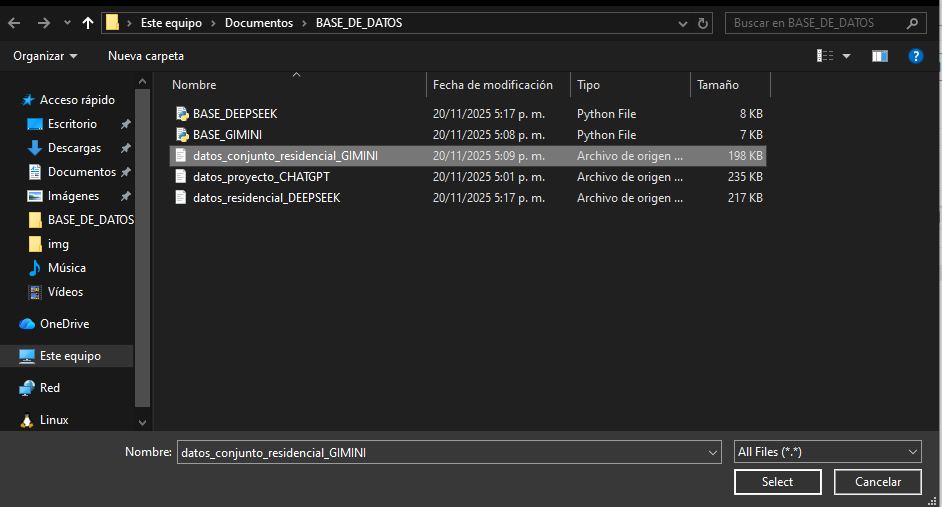 Este equipo > Documentos > BASE_DE_DATOS
Buscar en BASE_DE_DATOS
Organizar
Nueva carpeta
Nombre Fecha de modificación Tipo Tamaño
Acceso rápido
Escritorio
Descargas
Documentos
Imágenes
BASE_DE_DATOS
img
Música
Vídeos
OneDrive
Este equipo
Red
Linux
BASE_DEEPSEEK 20/11/2025 5:17 p. m. Python File 8 KB
BASE_GIMINI 20/11/2025 5:08 p. m. Python File 7 KB
datos_conjunto_residencial_GIMINI 20/11/2025 5:09 p. m. Archivo de origen ... 198 KB
datos_proyecto_CHATGPT 20/11/2025 5:01 p. m. Archivo de origen ... 235 KB
datos_residencial_DEEPSEEK 20/11/2025 5:17 p. m. Archivo de origen ... 217 KB
Nombre: datos_conjunto_residencial_GIMINI All Files (*.*)
Select Cancelar